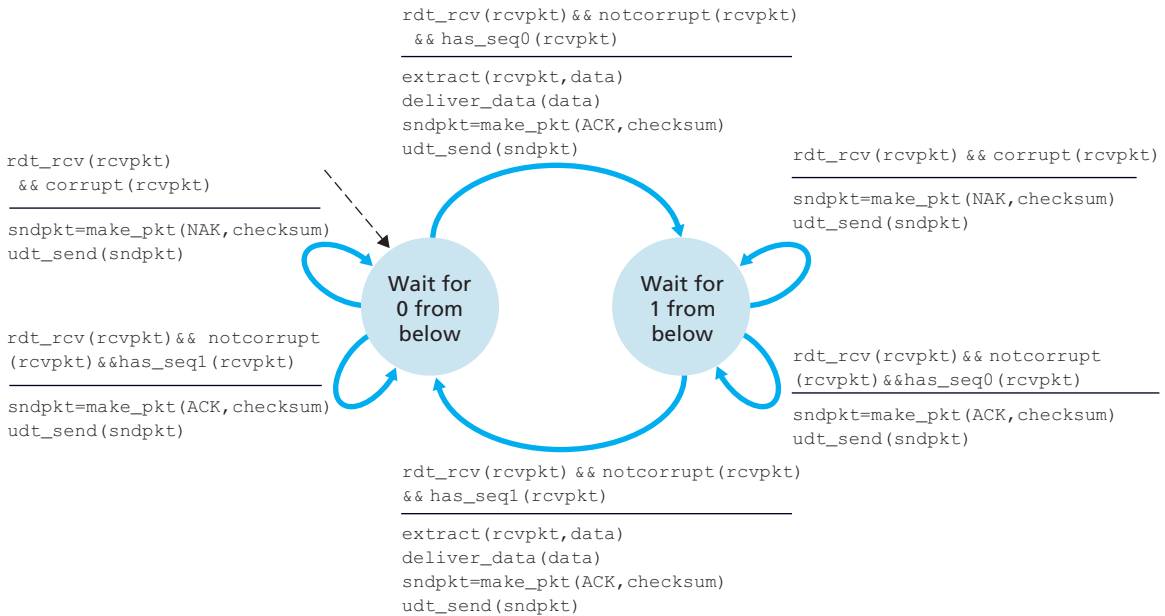 rdt_rcv(rcvpkt) && notcorrupt(rcvpkt)
&& has_seq0(rcvpkt)
extract(rcvpkt,data)
deliver_data(data)
sndpkt=make_pkt(ACK,checksum)
udt_send(sndpkt)
rdt_rcv(rcvpkt)
&& corrupt(rcvpkt)
sndpkt=make_pkt(NAK,checksum)
udt_send(sndpkt)
rdt_rcv(rcvpkt) && corrupt(rcvpkt)
sndpkt=make_pkt(NAK,checksum)
udt_send(sndpkt)
Wait for
0 from
below
Wait for
1 from
below
rdt_rcv(rcvpkt) && notcorrupt
(rcvpkt)&&has_seq1(rcvpkt)
sndpkt=make_pkt(ACK,checksum)
udt_send(sndpkt)
rdt_rcv(rcvpkt) && notcorrupt
(rcvpkt)&&has_seq0(rcvpkt)
sndpkt=make_pkt(ACK,checksum)
udt_send(sndpkt)
rdt_rcv(rcvpkt) && notcorrupt(rcvpkt)
&& has_seq1(rcvpkt)
extract(rcvpkt,data)
deliver_data(data)
sndpkt=make_pkt(ACK,checksum)
udt_send(sndpkt)